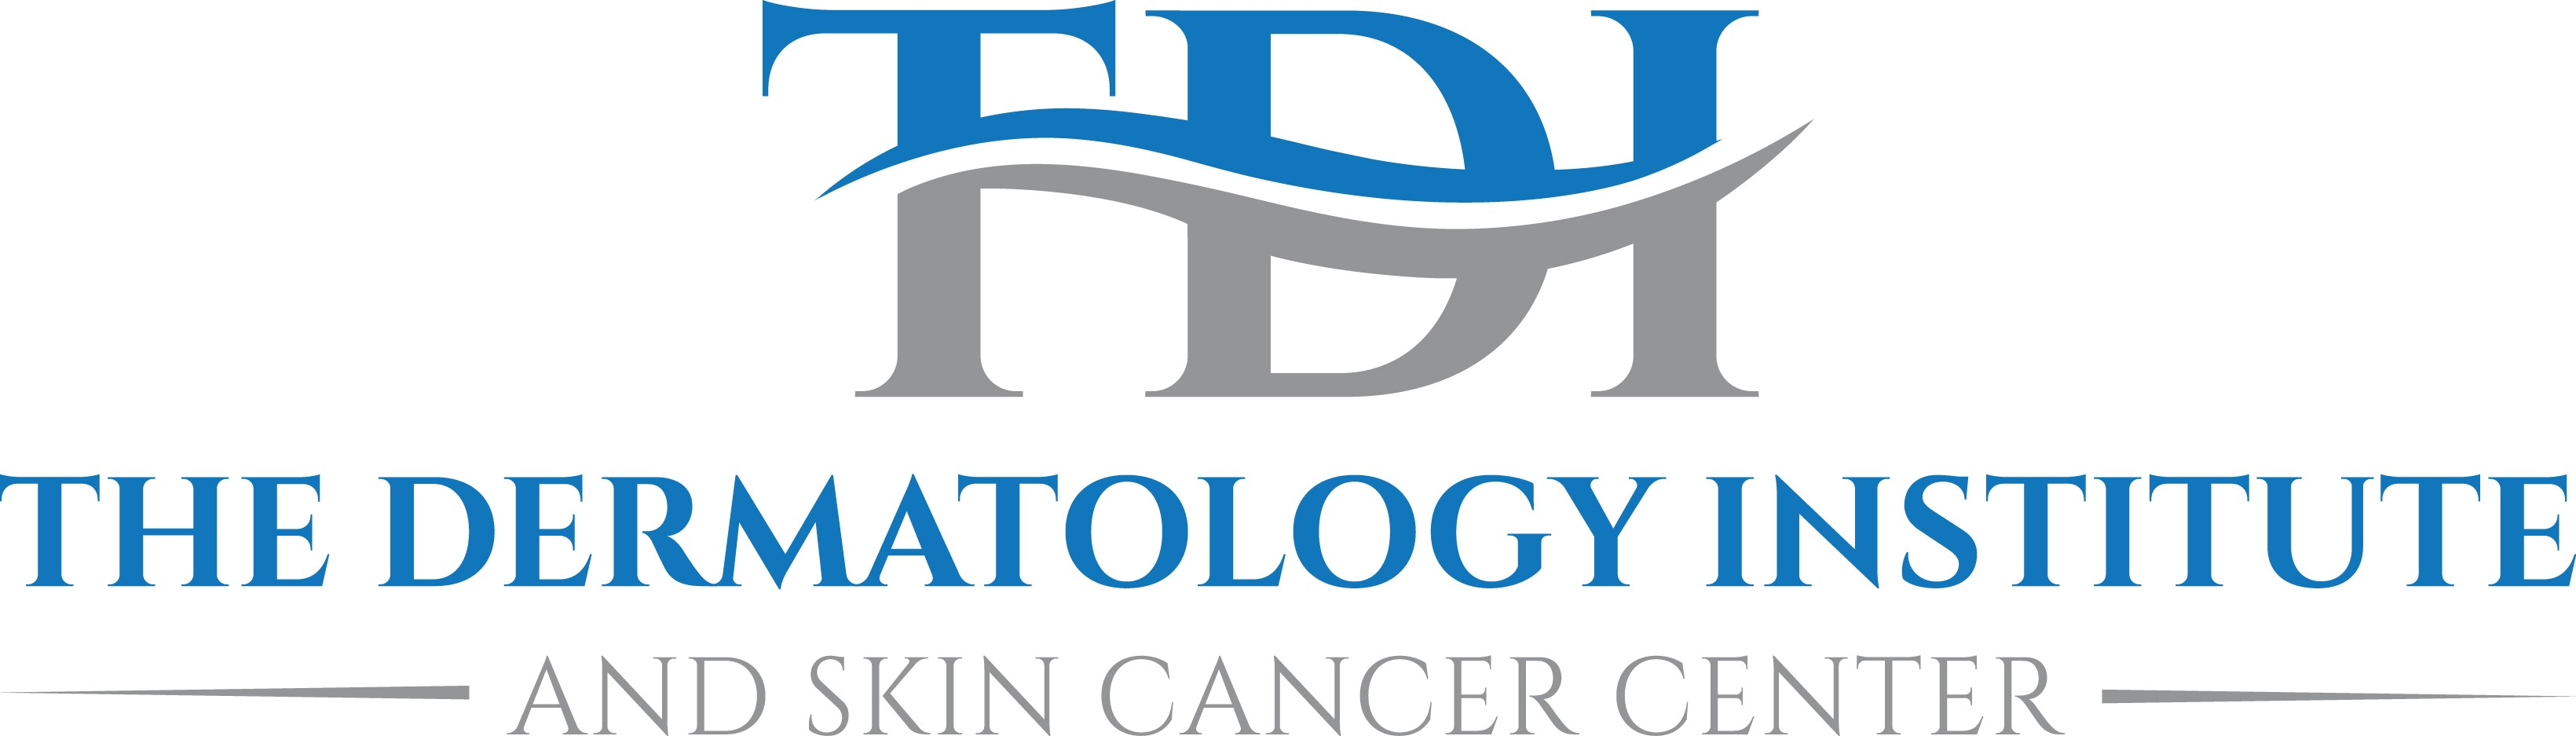 TDI
THE DERMATOLOGY INSTITUTE
AND SKIN CANCER CENTER